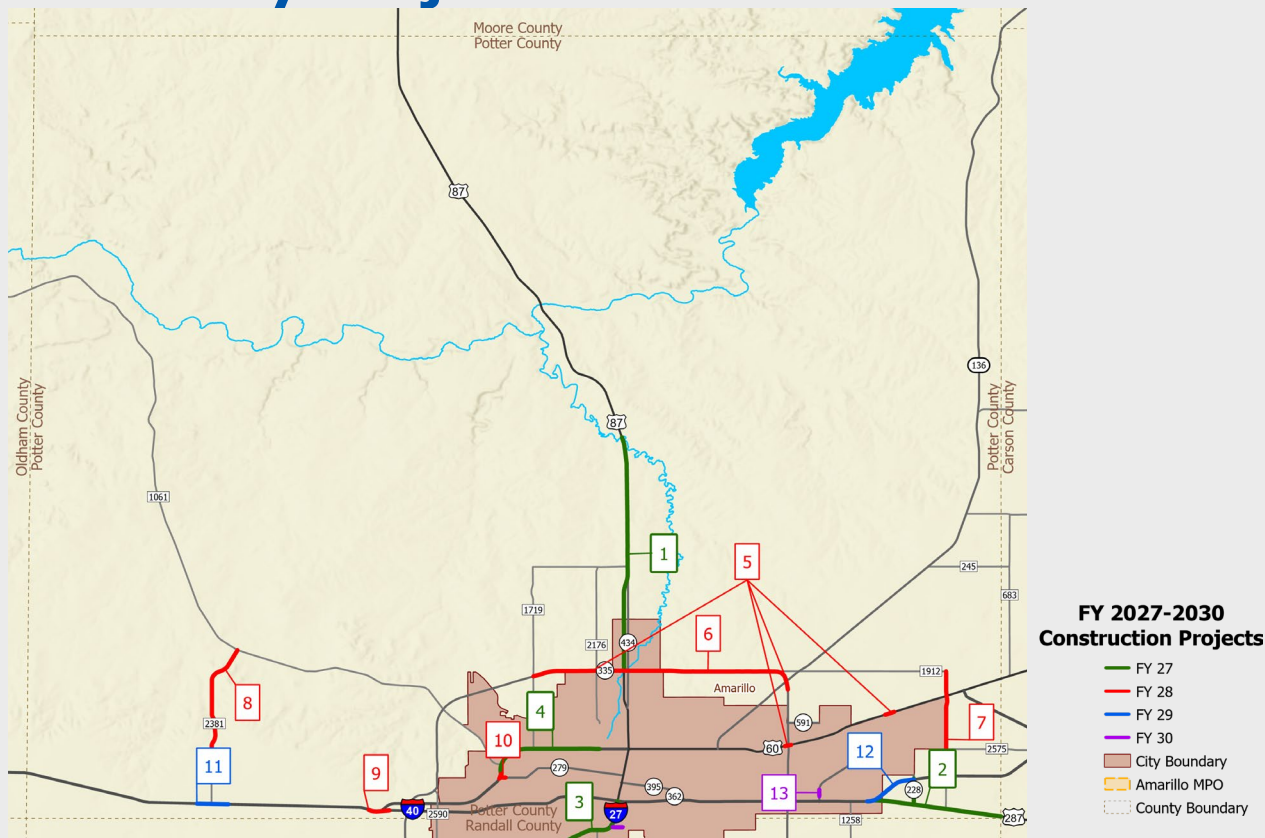 Moore County
Potter County
87
87
136
Oldham County
Potter County
Potter County
Carson County
1061
1
5
245
683
1719
2176
434
6
335
1912
Amarillo
8
4
7
2381
591
10
60
12
2575
11
279
9
2
3
395
362
13
228
40
2590
Potter County
Randall County
27
1258
287
FY 2027-2030
Construction Projects
FY 27
FY 28
FY 29
FY 30
City Boundary
Amarillo MPO
County Boundary